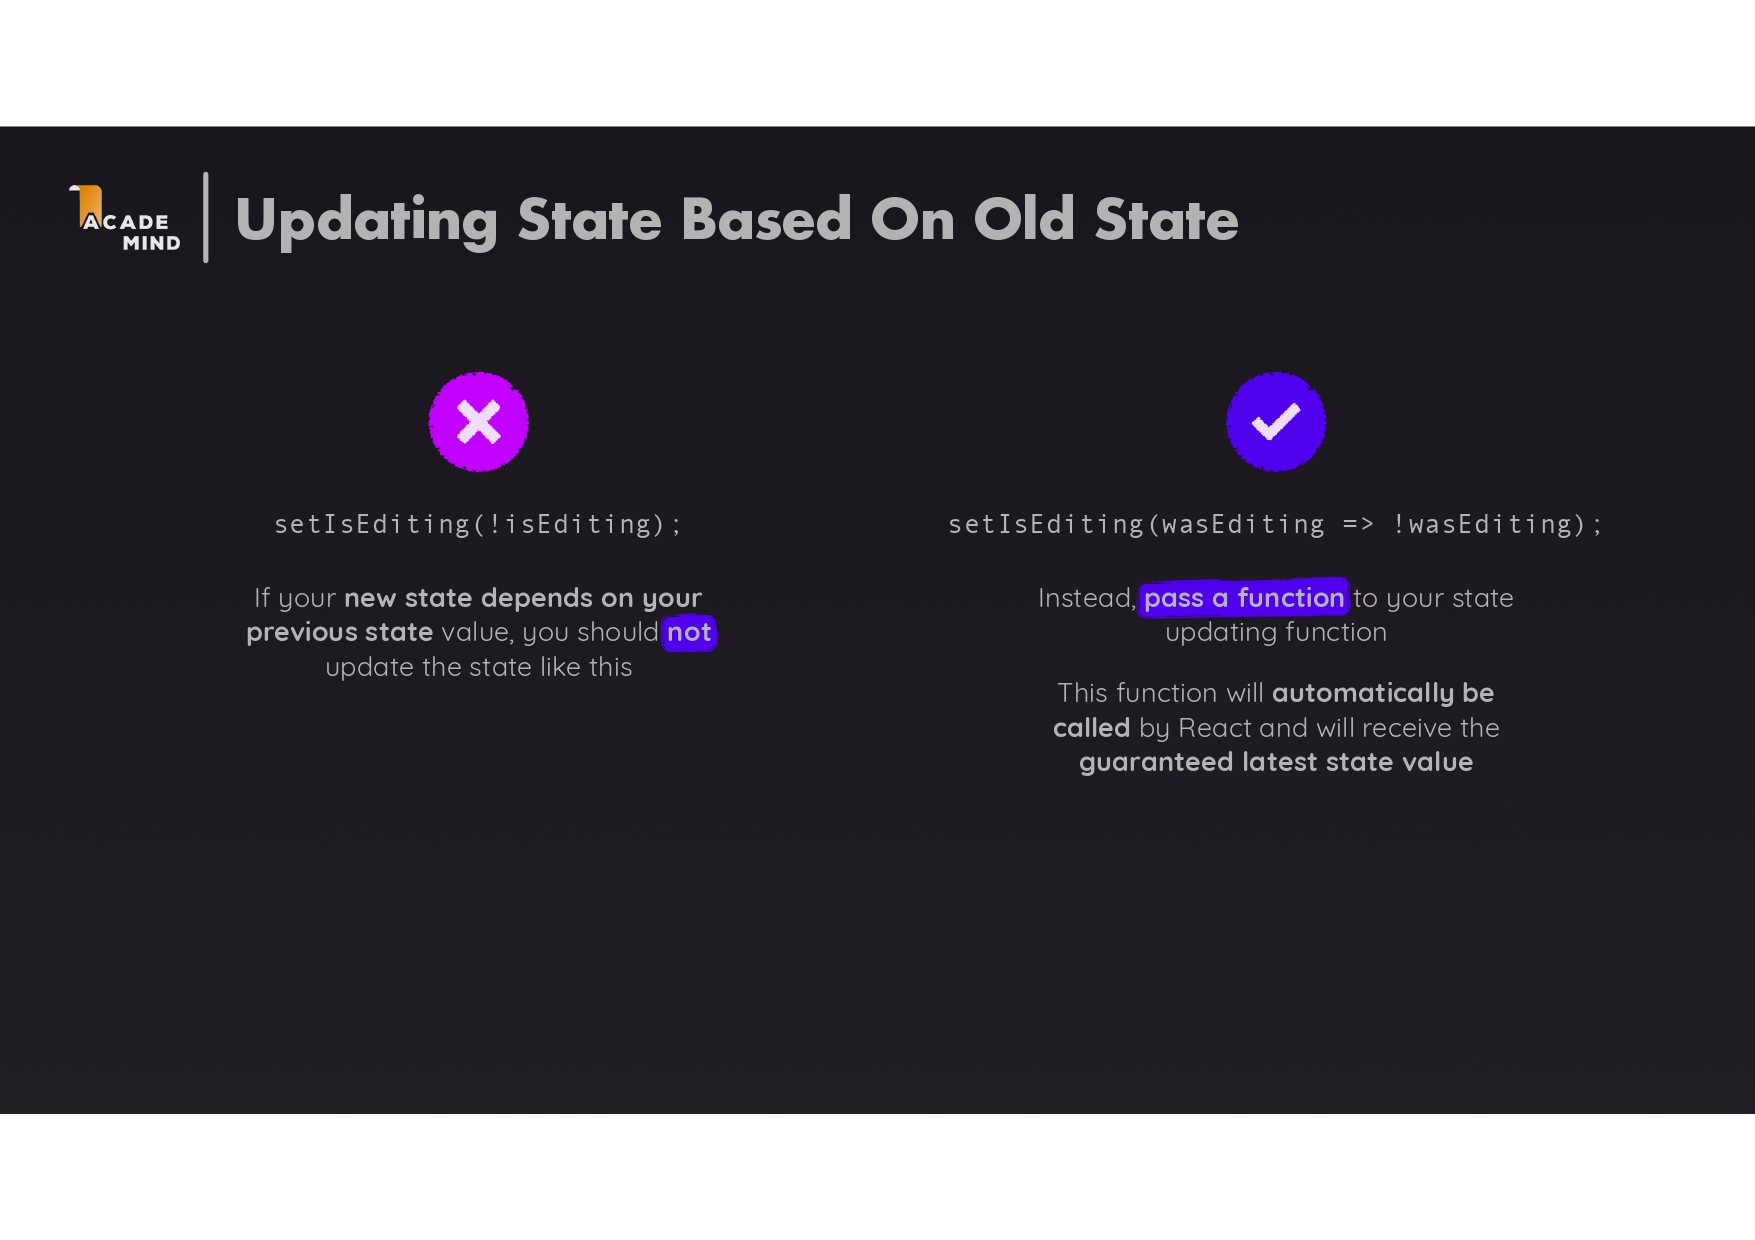 ACADE
MIND
Updating State Based On Old State
setIsEditing(!isEditing);
If your new state depends on your
previous state value, you should not
update the state like this
setIsEditing(wasEditing => !wasEditing);
Instead, pass a function to your state
updating function
This function will automatically be
called by React and will receive the
guaranteed latest state value